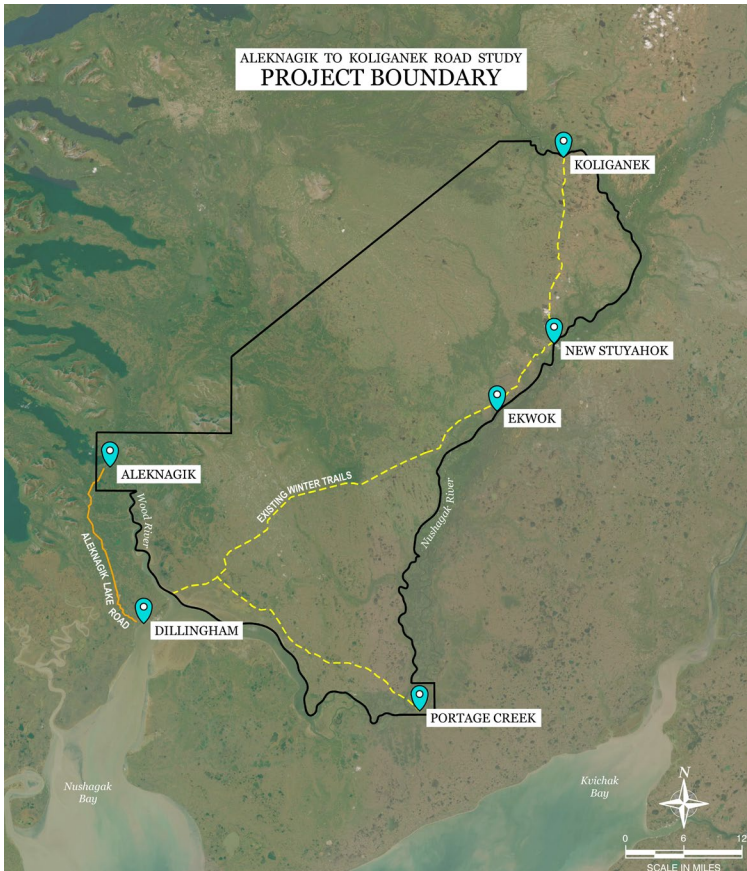 ALEKNAGIK TO KOLIGANEK ROAD STUDY
PROJECT BOUNDARY
KOLIGANEK
NEW STUYAHOK
EKWOK
ALEKNAGIK
EXISTING WINTER TRAILS
Wood River
Nushagak River
ALEKNAGIK LAKE ROAD
DILLINGHAM
PORTAGE CREEK
Nushagak
Bay
Kvichak
Bay
N
0 6 12
SCALE IN MILES